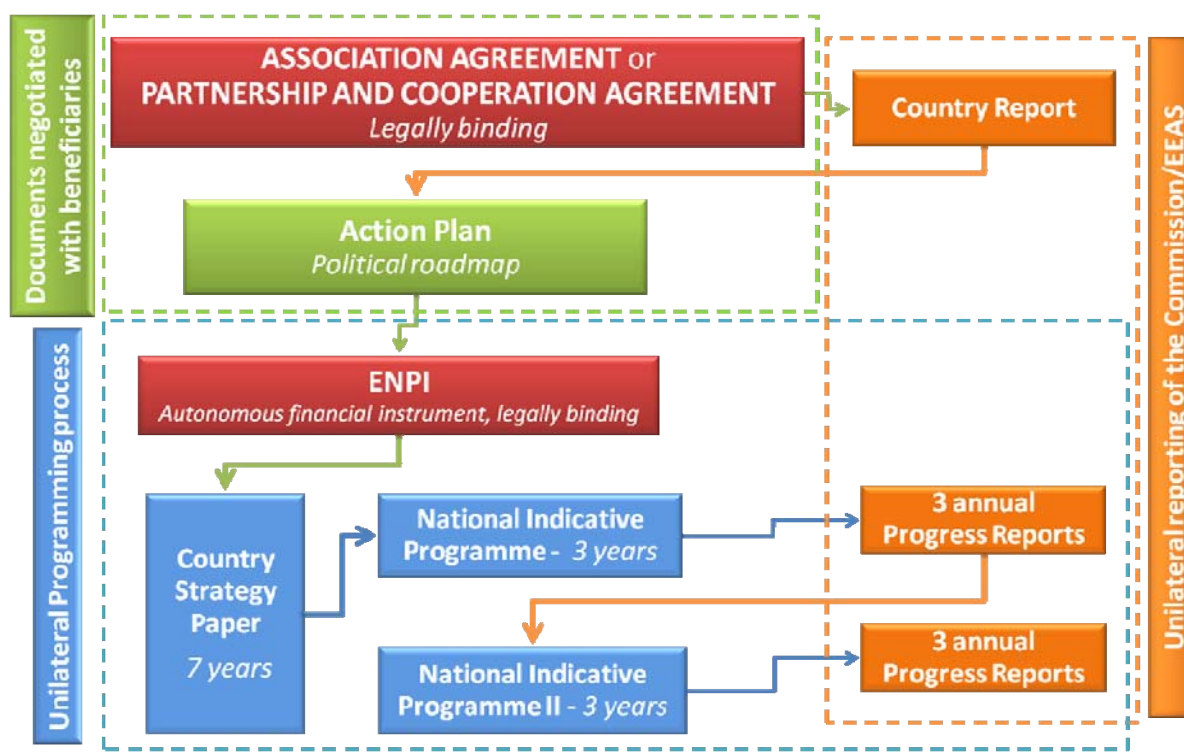 Documents negotiated
with beneficiaries
ASSOCIATION AGREEMENT or
PARTNERSHIP AND COOPERATION AGREEMENT
Legally binding
Country Report
Action Plan
Political roadmap
Unilateral Programming process
ENPI
Autonomous financial instrument, legally binding
Country
Strategy
Paper
7 years
National Indicative
Programme - 3 years
3 annual
Progress Reports
National Indicative
Programme II - 3 years
3 annual
Progress Reports
Unilateral reporting of the Commission/EEAS